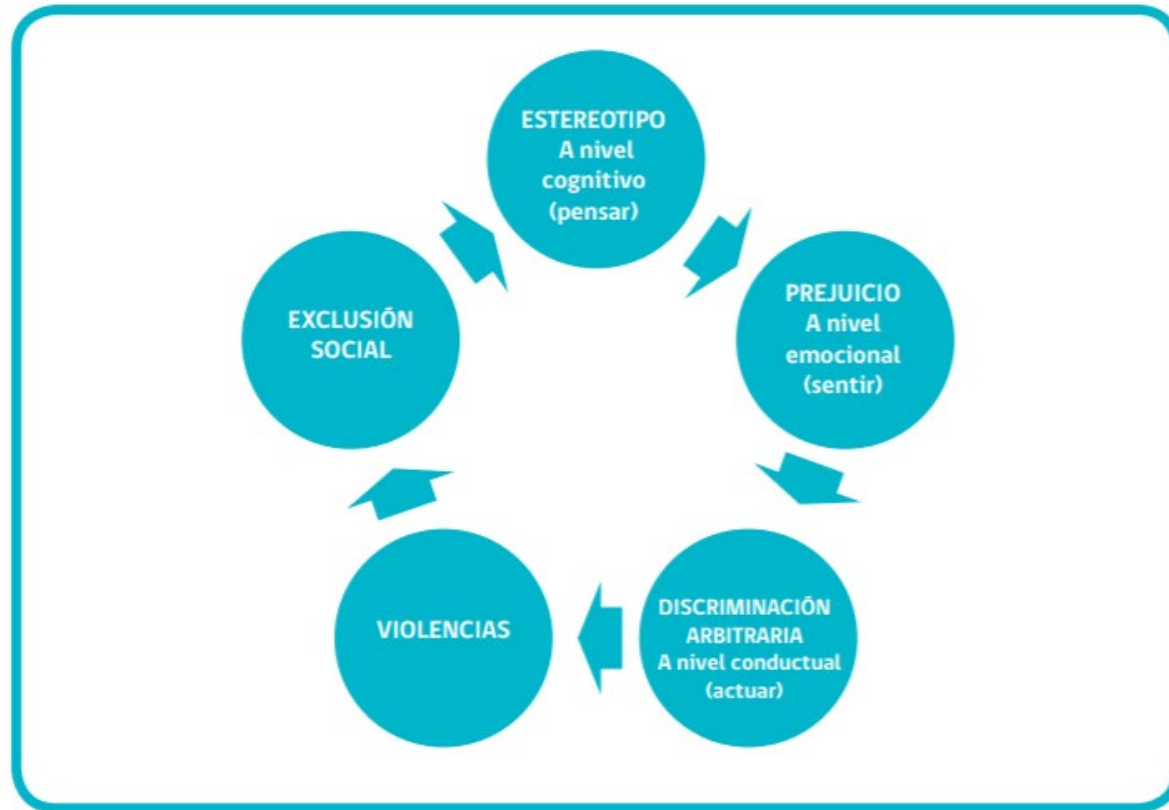 ESTEREOTIPO
A nivel
cognitivo
(pensar)
PREJUICIO
A nivel
emocional
(sentir)
DISCRIMINACIÓN
ARBITRARIA
A nivel conductual
(actuar)
VIOLENCIAS
EXCLUSIÓN
SOCIAL